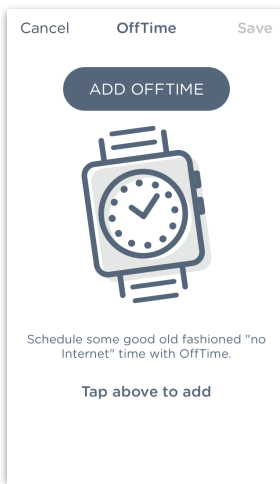 Cancel OffTime Save
ADD OFFTIME
Schedule some good old fashioned "no
Internet" time with OffTime.
Tap above to add